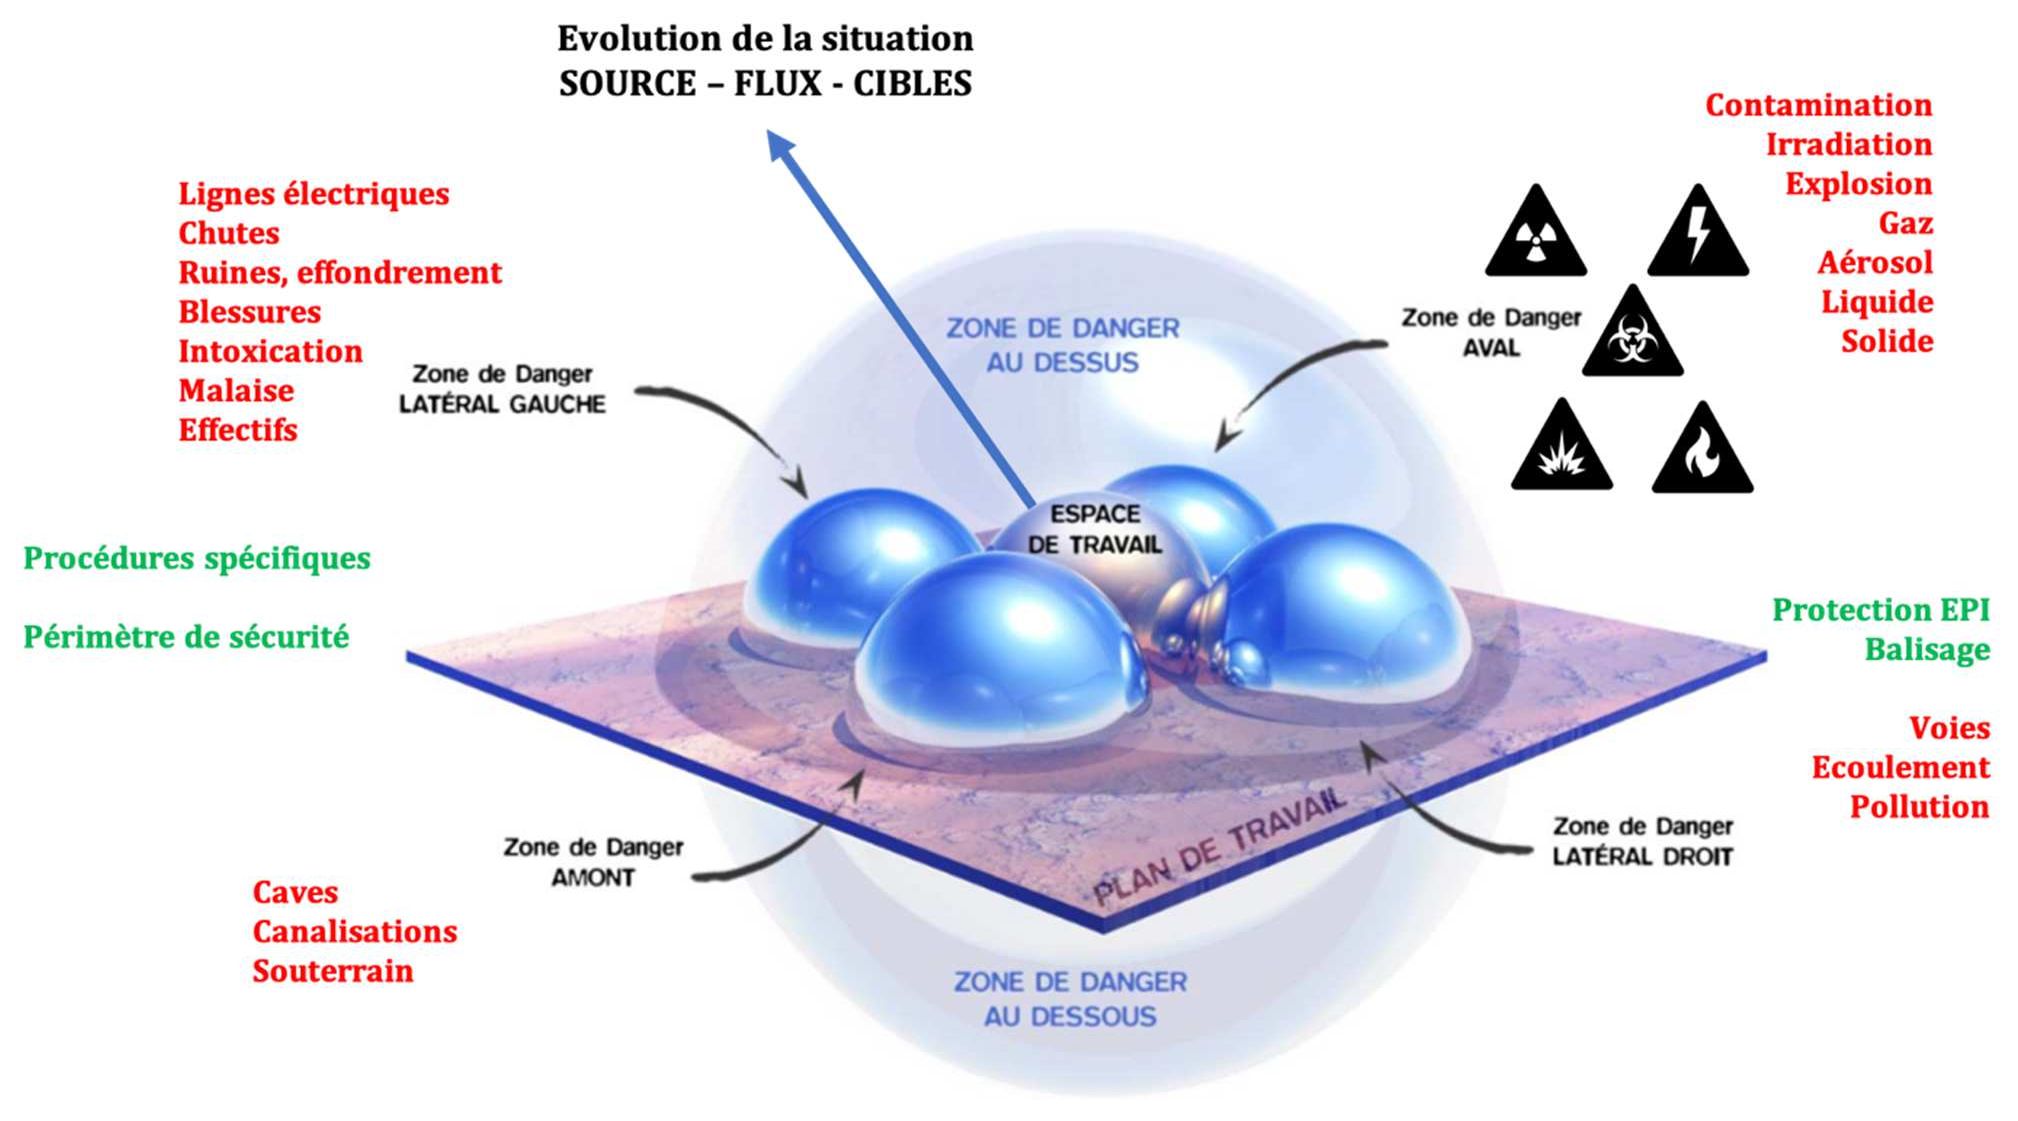 Evolution de la situation
SOURCE – FLUX - CIBLES
Lignes électriques
Chutes
Ruines, effondrement
Blessures
Intoxication
Malaise
Effectifs
Zone de Danger
LATÉRAL GAUCHE
ZONE DE DANGER
AU DESSUS
Zone de Danger
AVAL
Contamination
Irradiation
Explosion
Gaz
Aérosol
Liquide
Solide
ESPACE
DE TRAVAIL
Procédures spécifiques
Périmètre de sécurité
Protection EPI
Balisage
Voies
Ecoulement
Pollution
PLAN DE TRAVAIL
Zone de Danger
AMONT
Zone de Danger
LATÉRAL DROIT
Caves
Canalisations
Souterrain
ZONE DE DANGER
AU DESSOUS